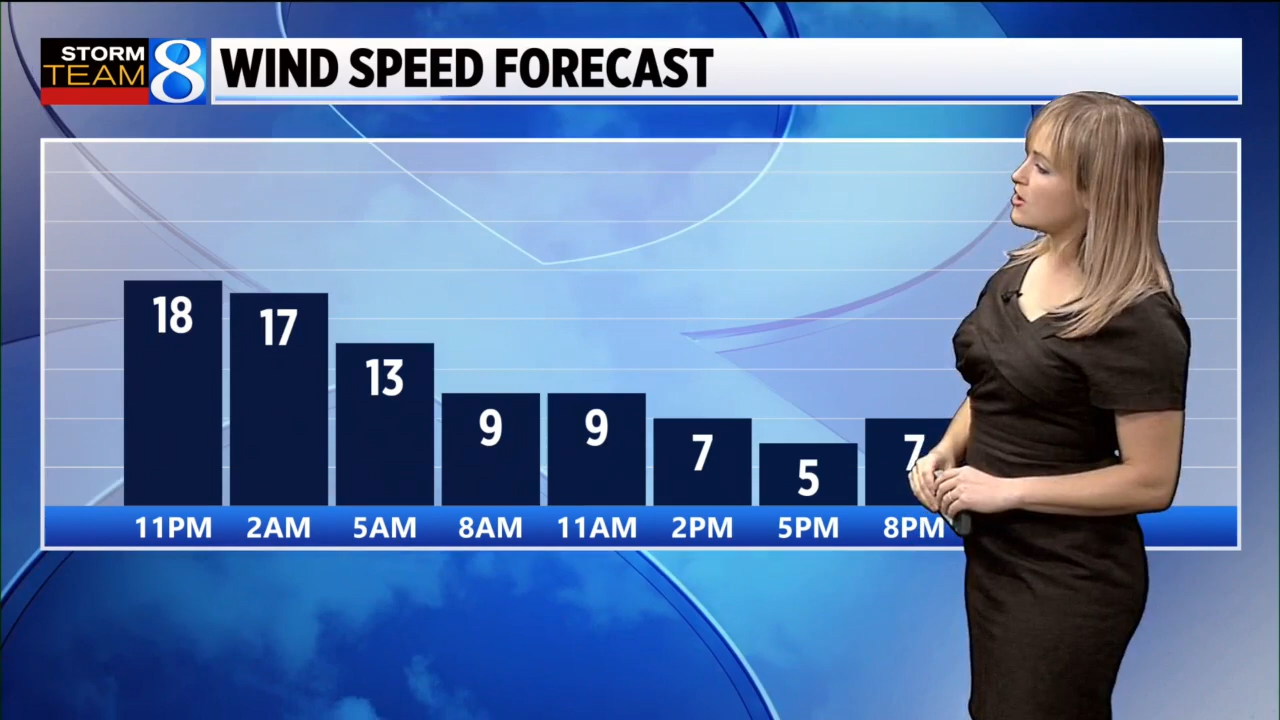 STORM
TEAM
8
WIND SPEED FORECAST
18
17
13
9
9
7
5
7
11PM
2AM
5AM
8AM
11AM
2PM
5PM
8PM